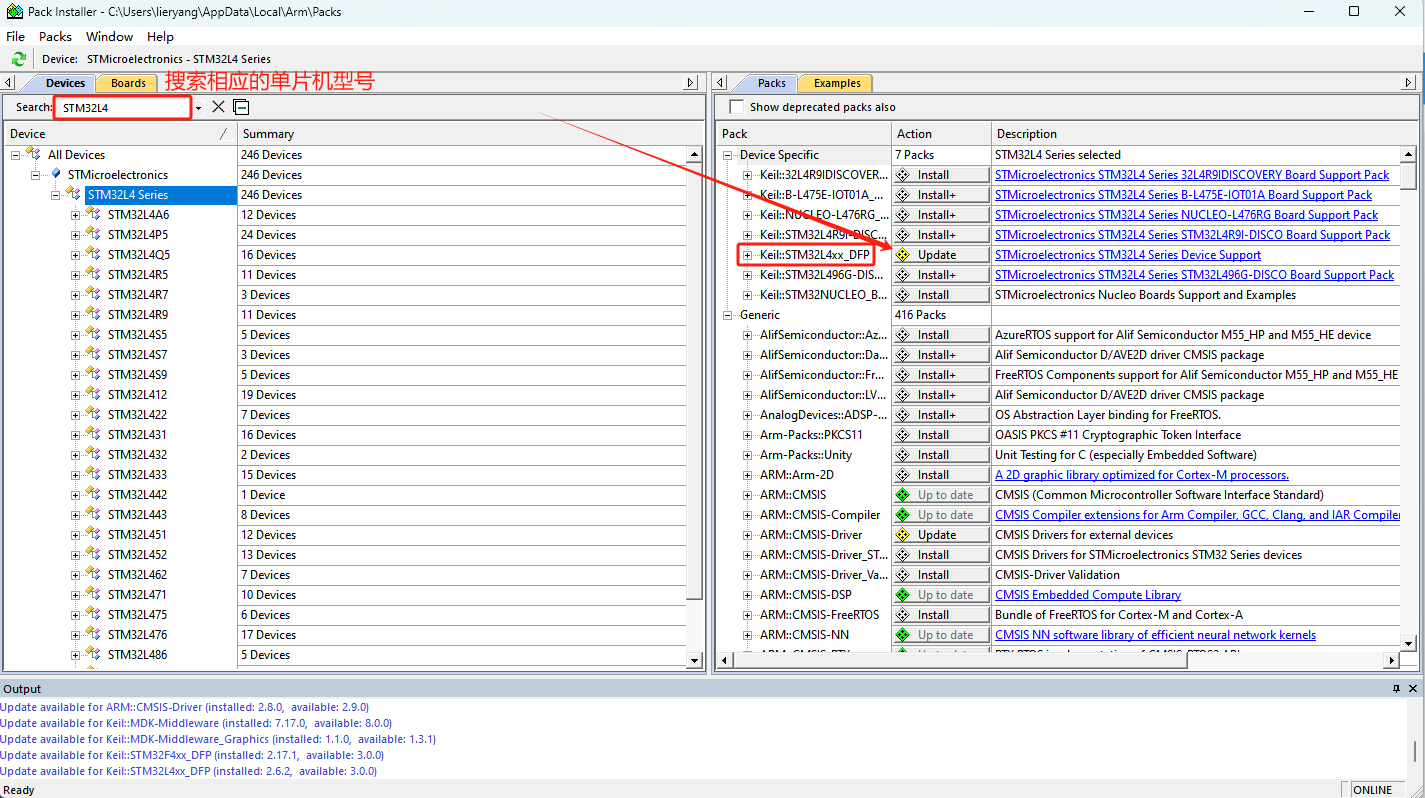 Pack Installer - C:\Users\lieryang\AppData\Local\Arm\Packs
File Packs Window Help
Device: STMicroelectronics - STM32L4 Series
Devices Boards 搜索相应的单片机型号
Search: STM32L4
Device Summary
All Devices 246 Devices
STMicroelectronics 246 Devices
STM32L4 Series 246 Devices
STM32L4A6 12 Devices
STM32L4P5 24 Devices
STM32L4Q5 16 Devices
STM32L4R5 11 Devices
STM32L4R7 3 Devices
STM32L4R9 11 Devices
STM32L4S5 5 Devices
STM32L4S7 3 Devices
STM32L4S9 5 Devices
STM32L412 19 Devices
STM32L422 7 Devices
STM32L431 16 Devices
STM32L432 2 Devices
STM32L433 15 Devices
STM32L442 1 Device
STM32L443 8 Devices
STM32L451 12 Devices
STM32L452 13 Devices
STM32L462 7 Devices
STM32L471 10 Devices
STM32L475 6 Devices
STM32L476 17 Devices
STM32L486 5 Devices
Packs Examples
Show deprecated packs also
Pack Action Description
Device Specific 7 Packs STM32L4 Series selected
Keil::32L4R9IDISCOVER... Install STMicroelectronics STM32L4 Series 32L4R9IDISCOVERY Board Support Pack
Keil::B-L475E-IOT01A_... Install+ STMicroelectronics STM32L4 Series B-L475E-IOT01A Board Support Pack
Keil::NUCLEO-L476RG_... Install+ STMicroelectronics STM32L4 Series NUCLEO-L476RG Board Support Pack
Keil::STM32L4R9I-DISC... Install+ STMicroelectronics STM32L4 Series STM32L4R9I-DISCO Board Support Pack
Keil::STM32L4xx_DFP Update STMicroelectronics STM32L4 Series Device Support
Keil::STM32L496G-DIS... Install+ STMicroelectronics STM32L4 Series STM32L496G-DISCO Board Support Pack
Keil::STM32NUCLEO_B... Install STMicroelectronics Nucleo Boards Support and Examples
Generic 416 Packs
AlifSemiconductor::Az... Install+ AzureRTOS support for Alif Semiconductor M55_HP and M55_HE device
AlifSemiconductor::Da... Install+ Alif Semiconductor D/AVE2D driver CMSIS package
AlifSemiconductor::Fr... Install+ FreeRTOS Components support for Alif Semiconductor M55_HP and M55_HE
AlifSemiconductor::LV... Install+ Alif Semiconductor D/AVE2D driver CMSIS package
AnalogDevices::ADSP-... Install+ OS Abstraction Layer binding for FreeRTOS.
Arm-Packs::PKCS11 Install OASIS PKCS #11 Cryptographic Token Interface
Arm-Packs::Unity Install Unit Testing for C (especially Embedded Software)
ARM::Arm-2D Install A 2D graphic library optimized for Cortex-M processors.
ARM::CMSIS Up to date CMSIS (Common Microcontroller Software Interface Standard)
ARM::CMSIS-Compiler Up to date CMSIS Compiler extensions for Arm Compiler, GCC, Clang, and IAR Compiler
ARM::CMSIS-Driver Update CMSIS Drivers for external devices
ARM::CMSIS-Driver_ST... Install CMSIS Drivers for STMicroelectronics STM32 Series devices
ARM::CMSIS-Driver_Va... Install CMSIS-Driver Validation
ARM::CMSIS-DSP Up to date CMSIS Embedded Compute Library
ARM::CMSIS-FreeRTOS Install Bundle of FreeRTOS for Cortex-M and Cortex-A
ARM::CMSIS-NN Up to date CMSIS NN software library of efficient neural network kernels
Output
Update available for ARM::CMSIS-Driver (installed: 2.8.0, available: 2.9.0)
Update available for Keil::MDK-Middleware (installed: 7.17.0, available: 8.0.0)
Update available for Keil::MDK-Middleware_Graphics (installed: 1.1.0, available: 1.3.1)
Update available for Keil::STM32F4xx_DFP (installed: 2.17.1, available: 3.0.0)
Update available for Keil::STM32L4xx_DFP (installed: 2.6.2, available: 3.0.0)
Ready ONLINE